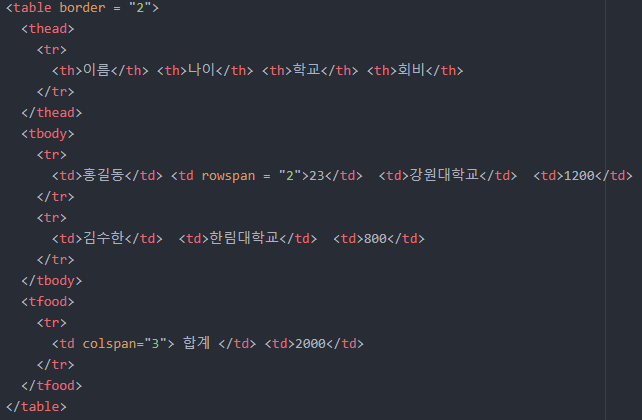 <table border = "2">
<thead>
<tr>
<th>이름</th> <th>나이</th> <th>학교</th> <th>회비</th>
</tr>
</thead>
<tbody>
<tr>
<td>홍길동</td> <td rowspan = "2">23</td>  <td>강원대학교</td>  <td>1200</td>
</tr>
<tr>
<td>김수한</td>  <td>한림대학교</td>  <td>800</td>
</tr>
</tbody>
<tfood>
<tr>
<td colspan="3"> 합계 </td> <td>2000</td>
</tr>
</tfood>
</table>